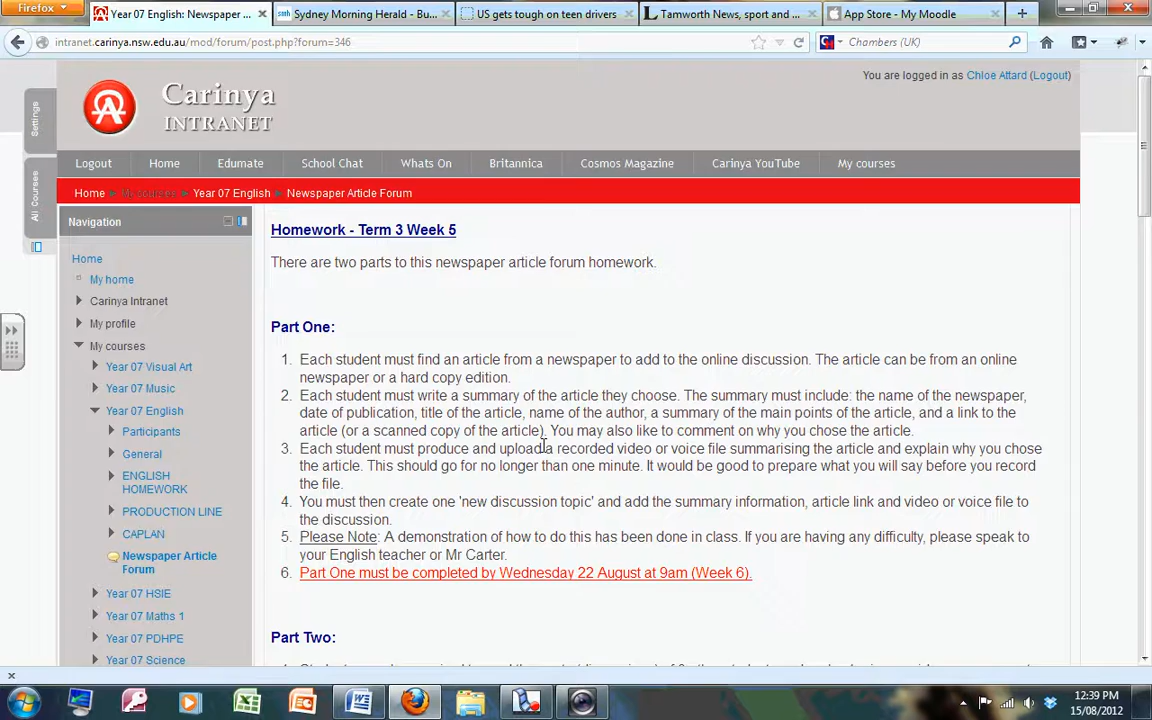 Firefox
Year 07 English: Newspaper ...
Sydney Morning Herald - Bu...
US gets tough on teen drivers
Tamworth News, sport and ...
App Store - My Moodle
intranet.carinya.nsw.edu.au/mod/forum/post.php?forum=346
Chambers (UK)
You are logged in as Chloe Attard (Logout)
Carinya
INTRANET
Settings
All Courses
Logout
Home
Edumate
School Chat
Whats On
Britannica
Cosmos Magazine
Carinya YouTube
My courses
Home
My courses
Year 07 English
Newspaper Article Forum
Navigation
Home
My home
Carinya Intranet
My profile
My courses
Year 07 Visual Art
Year 07 Music
Year 07 English
Participants
General
ENGLISH
HOMEWORK
PRODUCTION LINE
CAPLAN
Newspaper Article
Forum
Year 07 HSIE
Year 07 Maths 1
Year 07 PDHPE
Year 07 Science
Homework - Term 3 Week 5
There are two parts to this newspaper article forum homework.
Part One:
1. Each student must find an article from a newspaper to add to the online discussion. The article can be from an online
newspaper or a hard copy edition.
2. Each student must write a summary of the article they choose. The summary must include: the name of the newspaper,
date of publication, title of the article, name of the author, a summary of the main points of the article, and a link to the
article (or a scanned copy of the article). You may also like to comment on why you chose the article.
3. Each student must produce and upload a recorded video or voice file summarising the article and explain why you chose
the article. This should go for no longer than one minute. It would be good to prepare what you will say before you record
the file.
4. You must then create one 'new discussion topic' and add the summary information, article link and video or voice file to
the discussion.
5. Please Note: A demonstration of how to do this has been done in class. If you are having any difficulty, please speak to
your English teacher or Mr Carter.
6. Part One must be completed by Wednesday 22 August at 9am (Week 6).
Part Two:
12:39 PM
15/08/2012